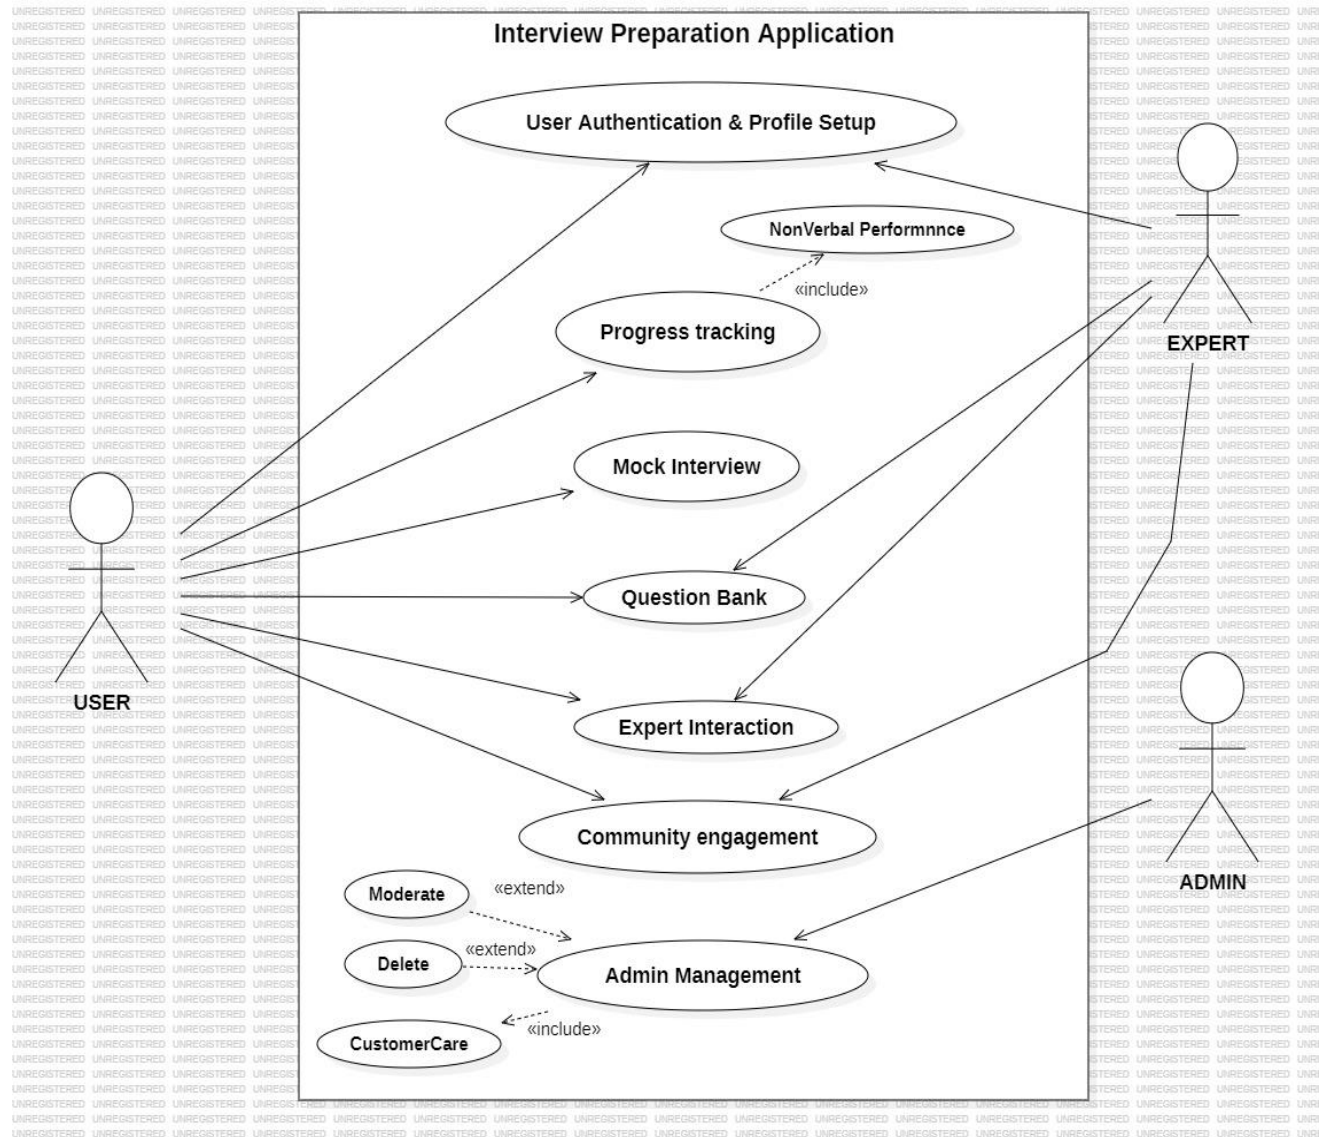 Interview Preparation Application
User Authentication & Profile Setup
NonVerbal Performnnce
«include»
Progress tracking
EXPERT
Mock Interview
Question Bank
USER
Expert Interaction
Community engagement
ADMIN
Moderate
«extend»
Delete
«extend»
Admin Management
CustomerCare
«include»
UNREGISTERED